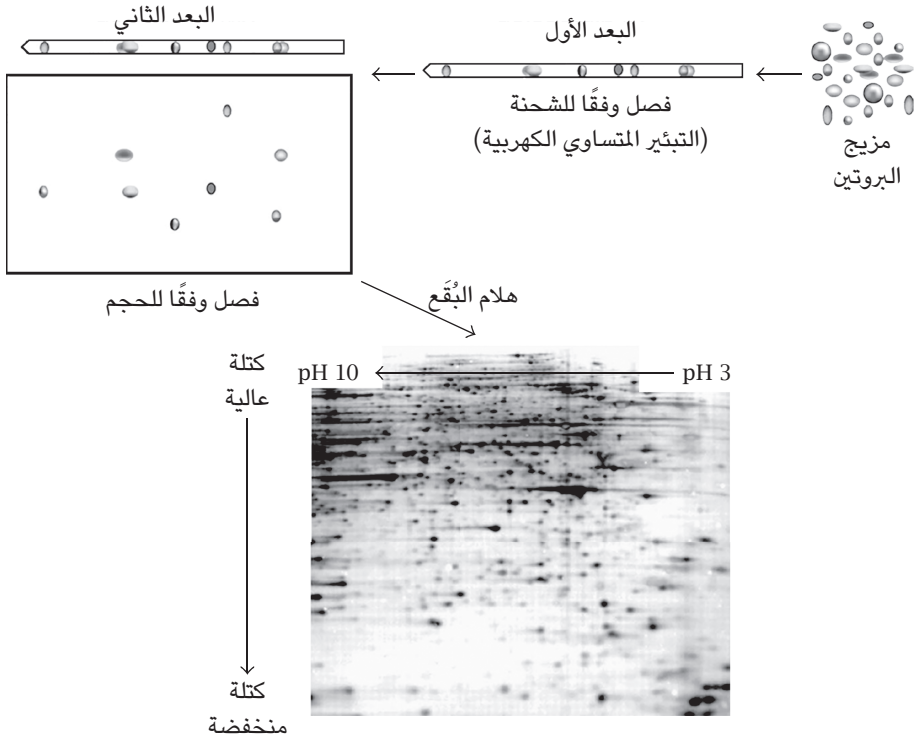 مزيج
البروتين
البعد الأول
فصل وفقًا للشحنة
(التبئير المتساوي الكهربية)
البعد الثاني
فصل وفقًا للحجم
هلام البُقَع
pH 10
pH 3
كتلة
عالية
كتلة
منخفضة